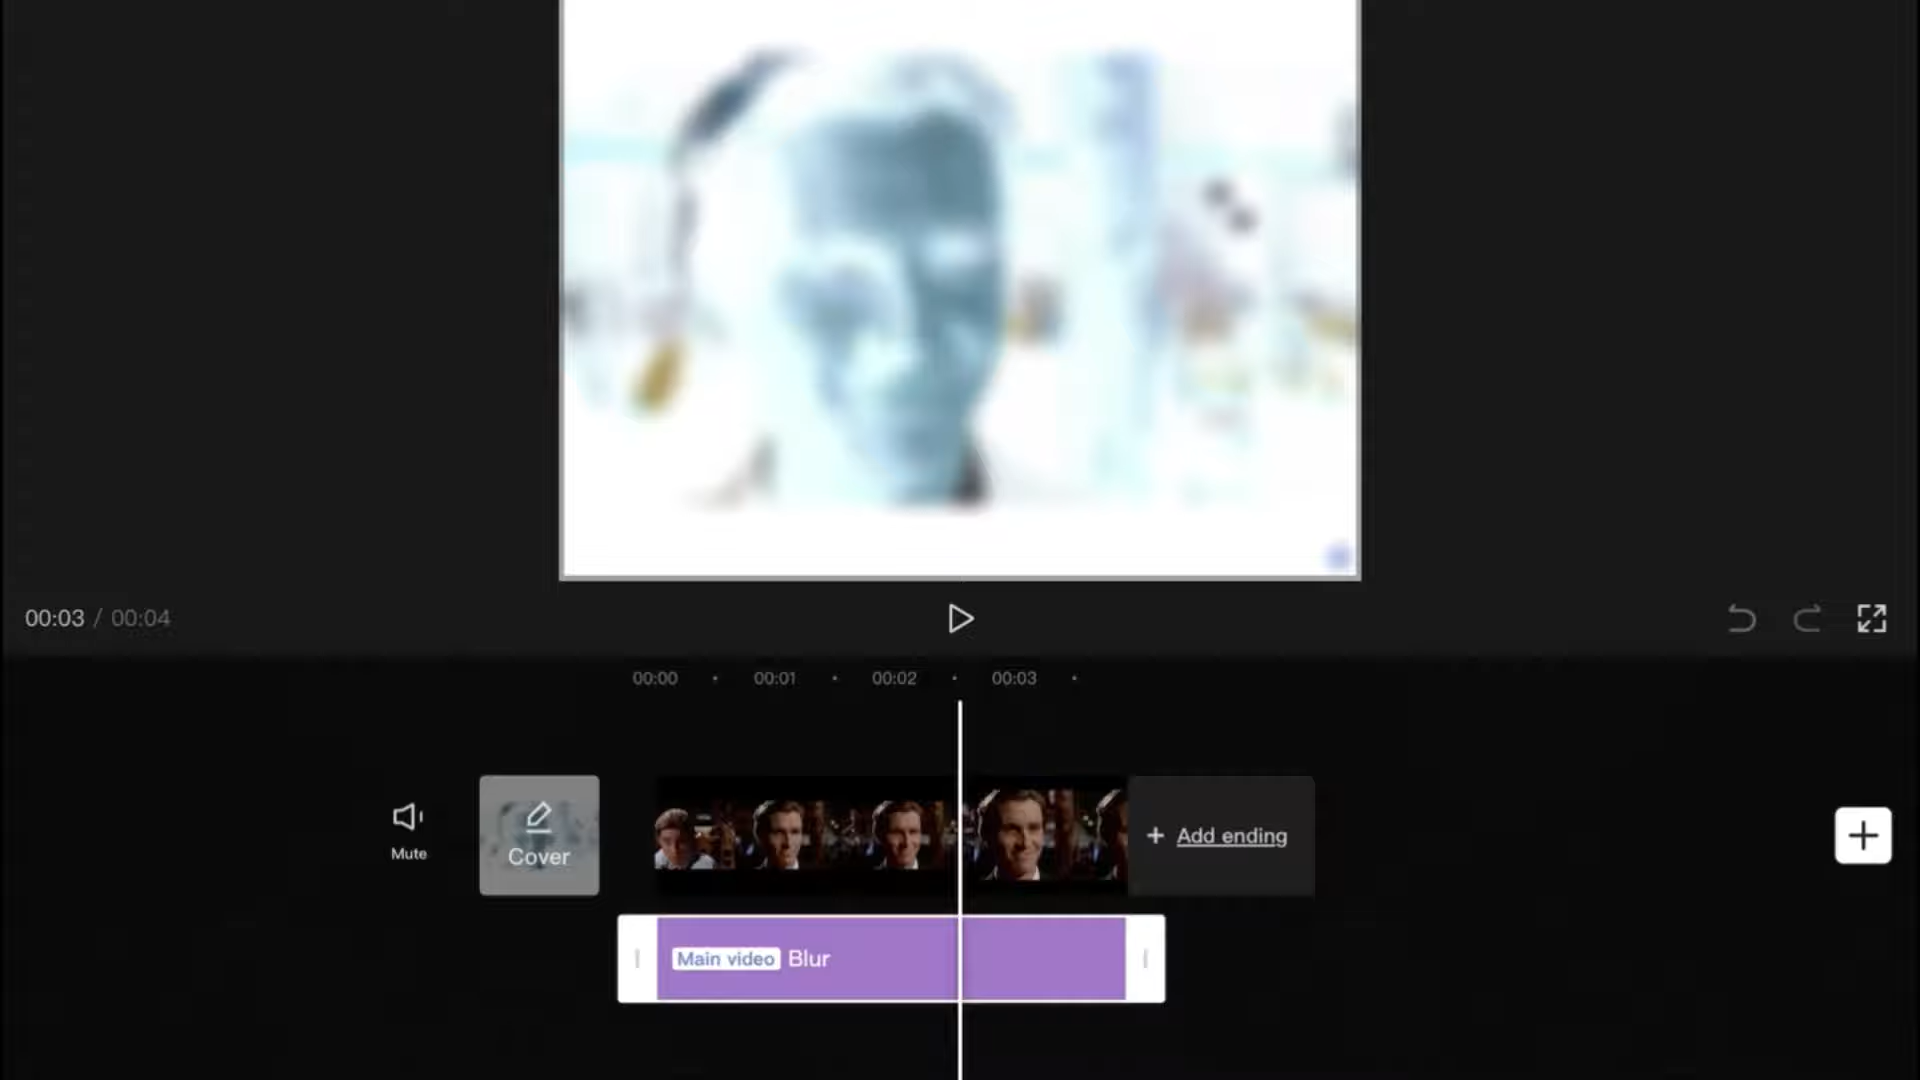 00:03 / 00:04
00:00 00:01 00:02 00:03
Mute
Cover
+ Add ending
Main video Blur